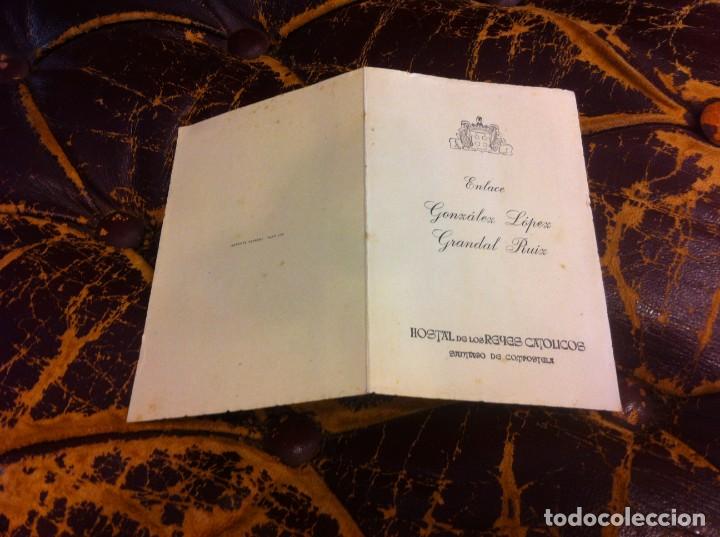 Enlace
González López
Grandal Ruiz
HOSTAL DE LOS REYES CATOLICOS
SANTIAGO DE COMPOSTELA
todocoleccion